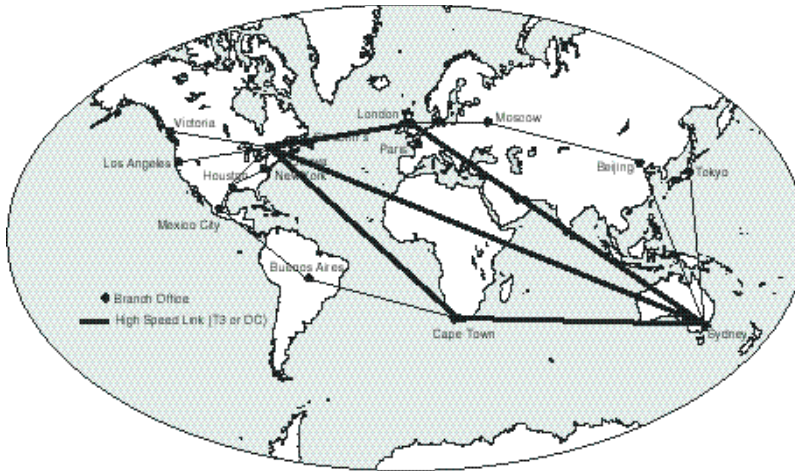 London
Moscow
Victoria
Paris
Los Angeles
Beijing
Tokyo
Houston
New York
Mexico City
Buenos Aires
Branch Office
High Speed Link (T3 or OC)
Cape Town
Sydney